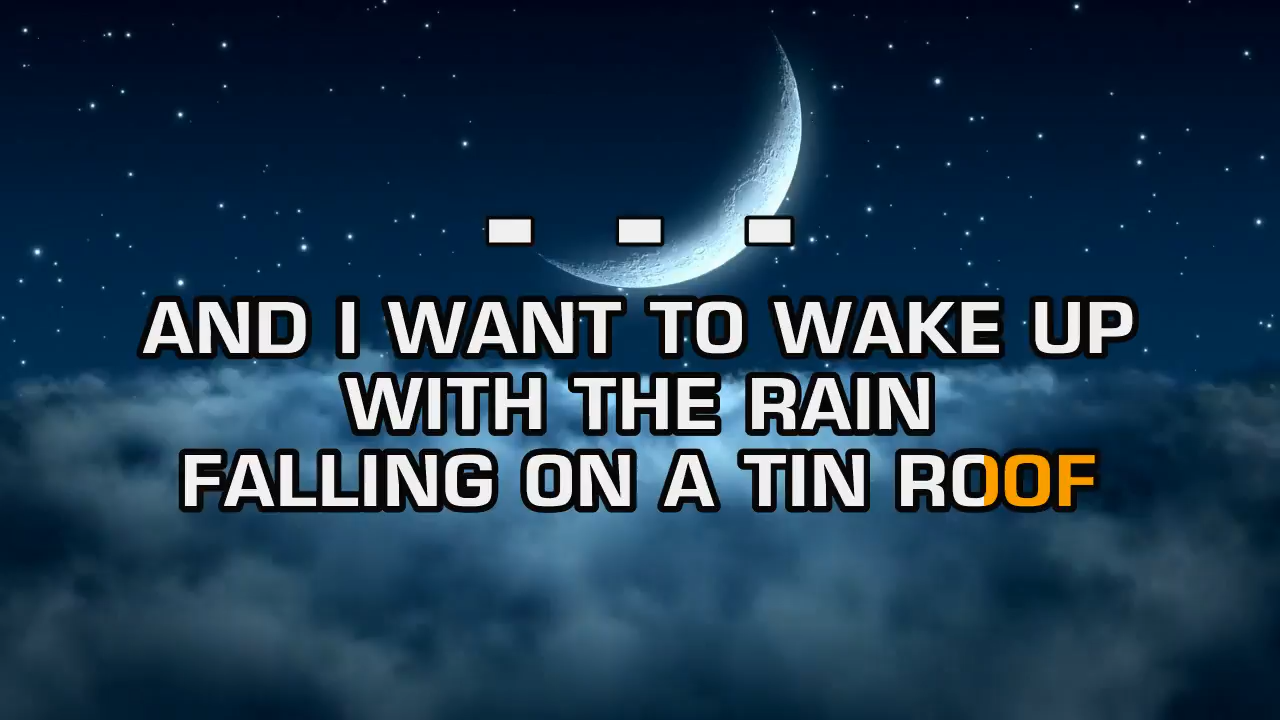 - - -
AND I WANT TO WAKE UP
WITH THE RAIN
FALLING ON A TIN ROOF